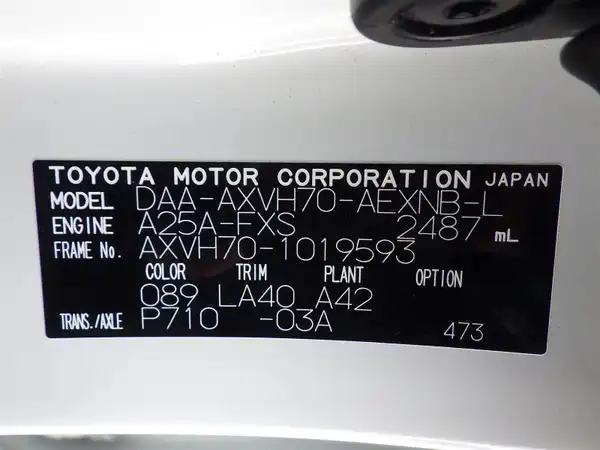 TOYOTA MOTOR CORPORATION JAPAN
MODEL DAA-AXVH70-AEXNB-L
ENGINE A25A-FXS 2487 mL
FRAME No. AXVH70-1019593
COLOR TRIM PLANT OPTION
089 LA40 A42
TRANS./AXLE P710 -03A 473